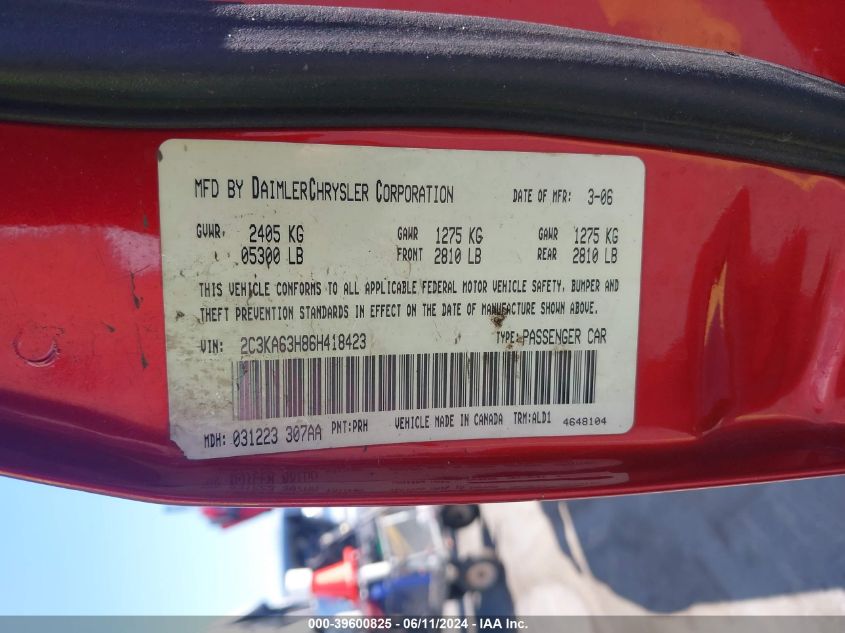 MFD BY DAIMLERCHRYSLER CORPORATION DATE OF MFR: 3-06
GVWR: 2405 KG GAWR 1275 KG GAWR 1275 KG
05300 LB FRONT 2810 LB REAR 2810 LB
THIS VEHICLE CONFORMS TO ALL APPLICABLE FEDERAL MOTOR VEHICLE SAFETY, BUMPER AND
THEFT PREVENTION STANDARDS IN EFFECT ON THE DATE OF MANUFACTURE SHOWN ABOVE.
VIN: 2C3KA63H86H418423 TYPE: PASSENGER CAR
MDH: 031223 307AA PNT:PRH VEHICLE MADE IN CANADA TRM:ALD1 4648104
000-39600825 - 06/11/2024 - IAA Inc.